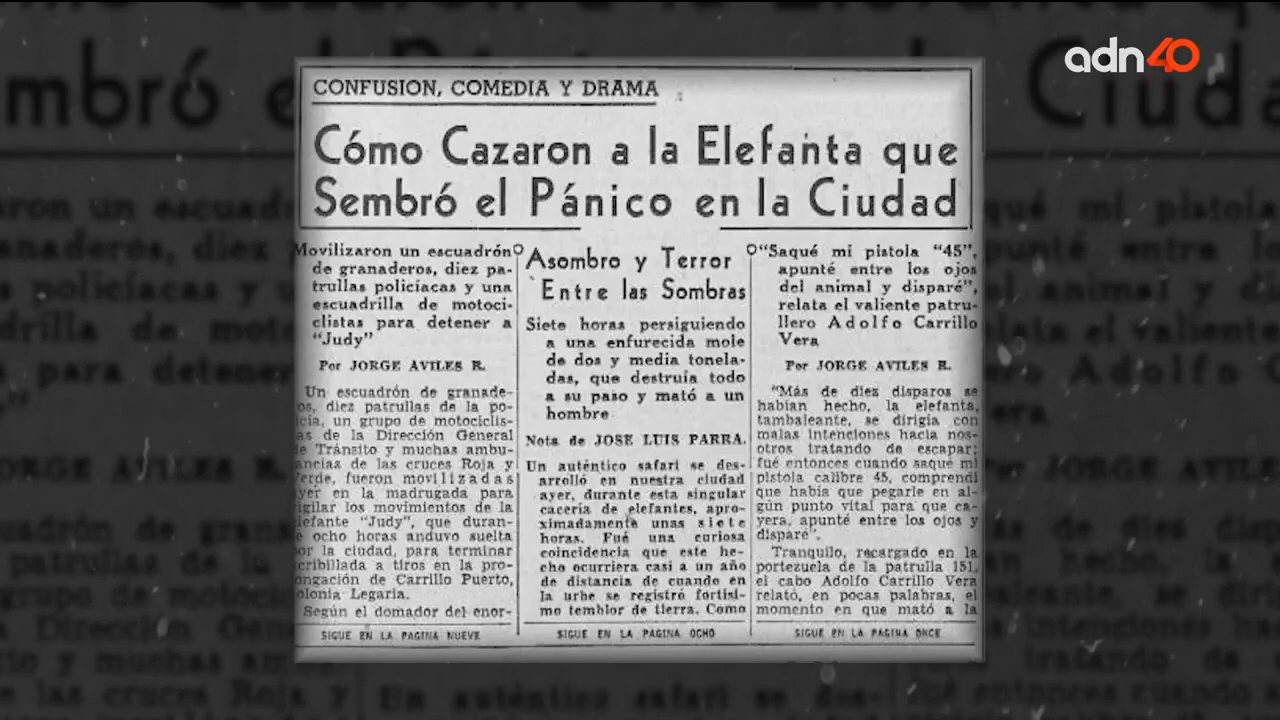 adn40
CONFUSION, COMEDIA Y DRAMA
Cómo Cazaron a la Elefanta que
Sembró el Pánico en la Ciudad
Movilizaron un escuadrón
de granaderos, diez pa-
trullas policíacas y una
escuadrilla de motoci-
clistas para detener a
“Judy”
Por JORGE AVILES R.
Un escuadrón de granade-
os, diez patrullas de la po-
icía, un grupo de motociclis-
as de la Dirección General
de Tránsito y muchas ambu-
ancias de las cruces Roja y
Verde, fueron movilizadas
ayer en la madrugada para
vigilar los movimientos de la
elefante “Judy”, que duran-
e ocho horas anduvo suelta
por la ciudad, para terminar
cribillada a tiros en la pro-
ongación de Carrillo Puerto,
olonia Legaria.
Según el domador del enor-
SIGUE EN LA PAGINA NUEVE
Asombro y Terror
Entre las Sombras
Siete horas persiguiendo
a una enfurecida mole
de dos y media tonela-
das, que destruía todo
a su paso y mató a un
hombre
Nota de JOSE LUIS PARRA.
Un auténtico safari se des-
arrolló en nuestra ciudad
ayer, durante esta singular
cacería de elefantes, apro-
ximadamente unas siete
horas. Fué una curiosa
coincidencia que este he-
cho ocurriera casi a un año
de distancia de cuando en
la urbe se registró fortísi-
mo temblor de tierra. Como
SIGUE EN LA PAGINA OCHO
“Saqué mi pistola “45”,
apunté entre los ojos
del animal y disparé”,
relata el valiente patru-
llero Adolfo Carrillo
Vera
Por JORGE AVILES R.
“Más de diez disparos se
habían hecho, la elefanta,
tambaleante, se dirigía con
malas intenciones hacia nos-
otros tratando de escapar;
fué entonces cuando saqué mi
pistola calibre 45, comprendí
que había que pegarle en al-
gún punto vital para que ca-
yera, apunté entre los ojos y
disparé”.
Tranquilo, recargado en la
portezuela de la patrulla 151,
el cabo Adolfo Carrillo Vera
relató, en pocas palabras, el
momento en que mató a la
SIGUE EN LA PAGINA ONCE